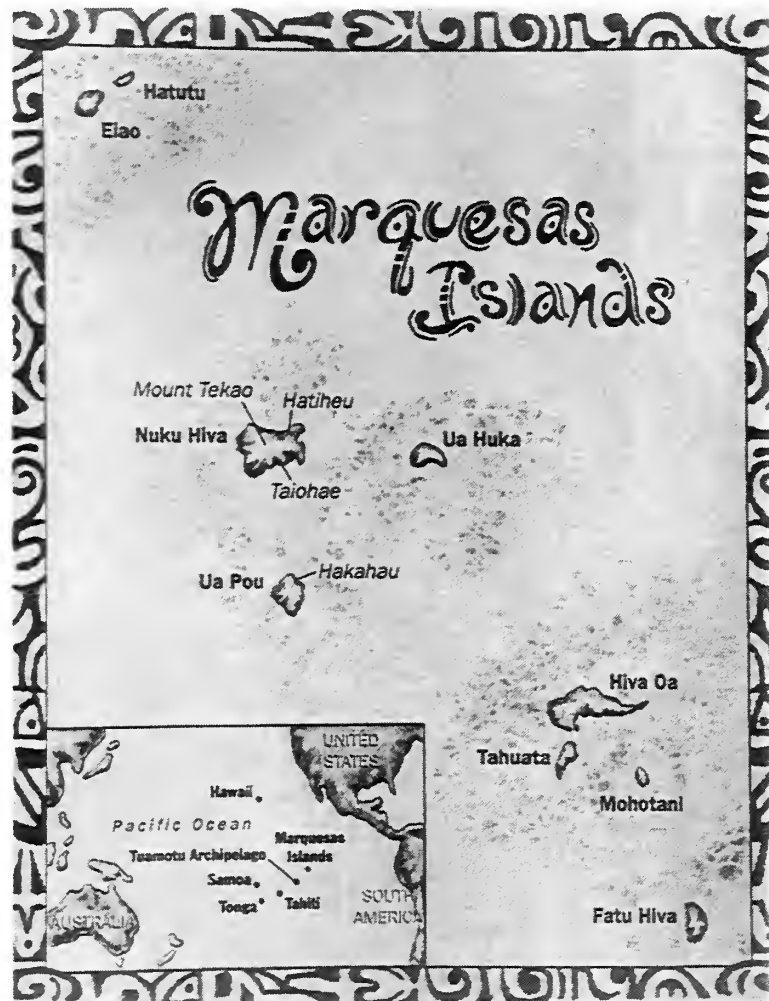 Hatutu
Eiao
Marquesas
Islands
Mount Tekao
Hatiheu
Nuku Hiva
Ua Huka
Taiohae
Ua Pou
Hakahau
Hiva Oa
Tahuata
Mohotani
Fatu Hiva
UNITED
STATES
Hawaii
Pacific Ocean
Marquesas
Islands
Tuamotu Archipelago
Samoa
Tonga
Tahiti
SOUTH
AMERICA
AUSTRALIA